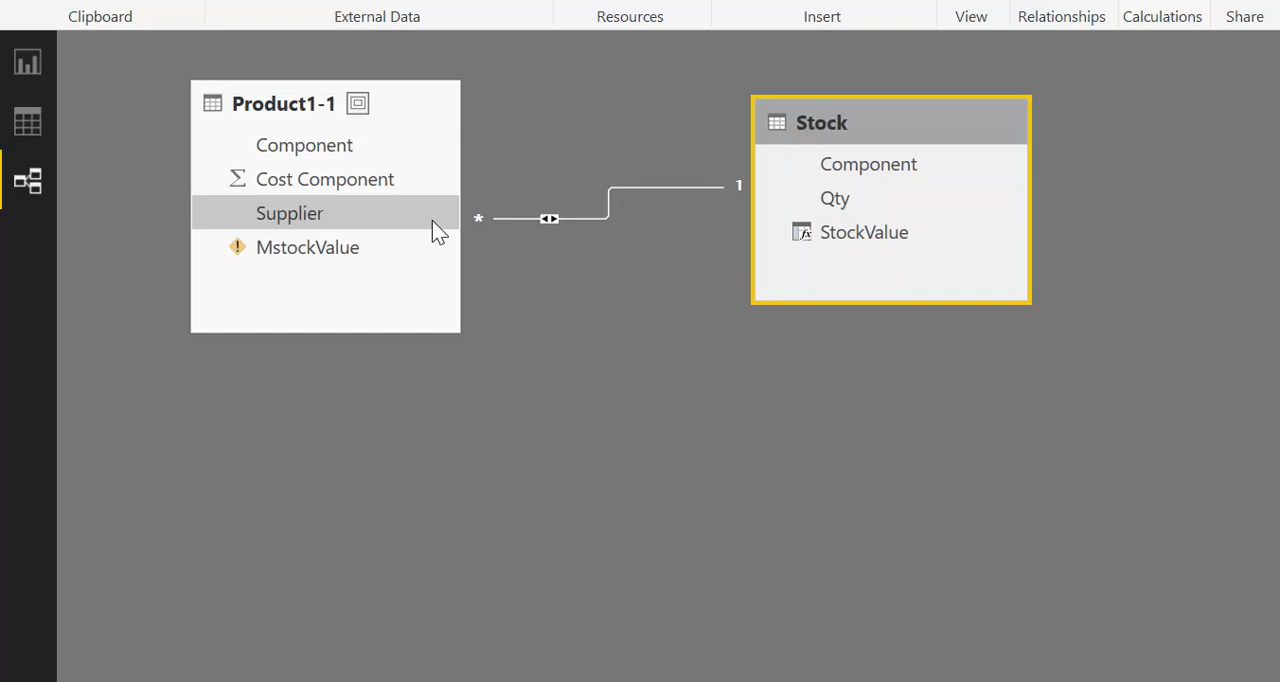 Clipboard External Data Resources Insert View Relationships Calculations Share
Product1-1
Component
Cost Component
Supplier
MstockValue
* 1
Stock
Component
Qty
StockValue